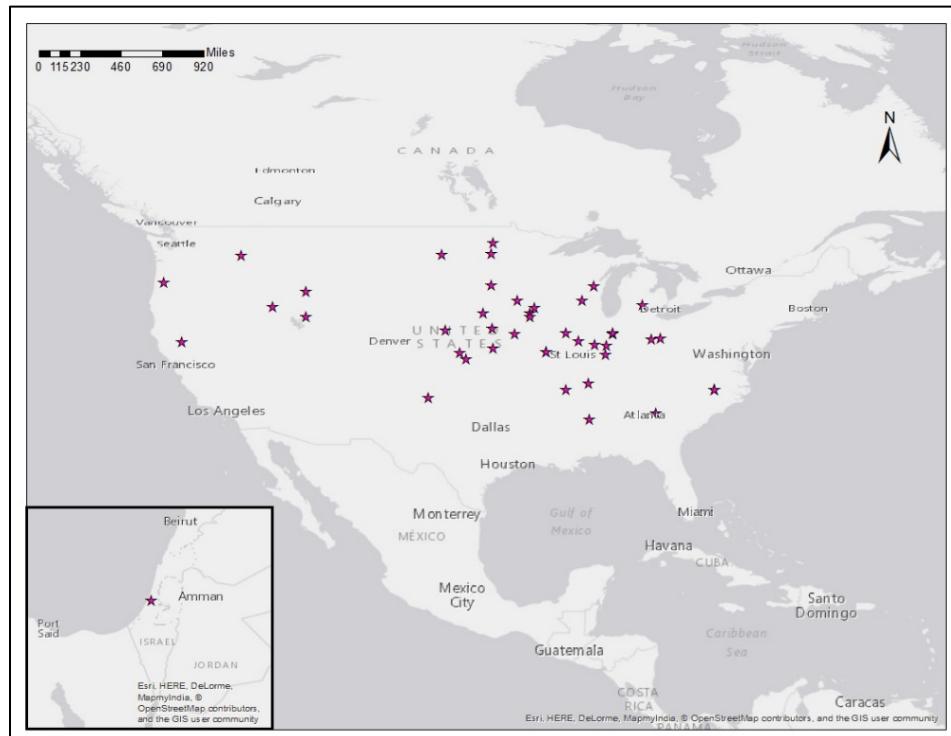 Miles
0 115 230 460 690 920
Hudson
Strait
Hudson
Bay
N
CANADA
Edmonton
Calgary
Vancouver
Seattle
Ottawa
Detroit
Boston
UNITED
STATES
Denver
St Louis
Washington
San Francisco
Los Angeles
Atlanta
Dallas
Houston
Monterrey
Gulf of
Mexico
Miami
MÉXICO
Havana
CUBA
Mexico
City
Santo
Domingo
Guatemala
Caribbean
Sea
COSTA
RICA
PANAMA
Caracas
Esri, HERE, DeLorme, MapmyIndia, © OpenStreetMap contributors, and the GIS user community
Beirut
Amman
Port
Said
ISRAEL
JORDAN
Esri, HERE, DeLorme,
MapmyIndia, ©
OpenStreetMap contributors,
and the GIS user community